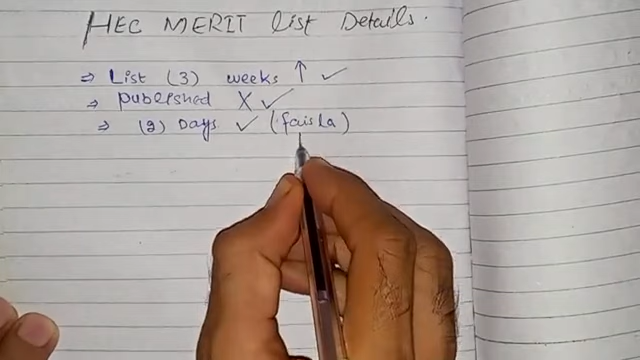 HEC MERIT list Details.
⇒ List (3) weeks ↑ ✓
⇒ published X ✓
⇒ (2) Days ✓ (faisla)